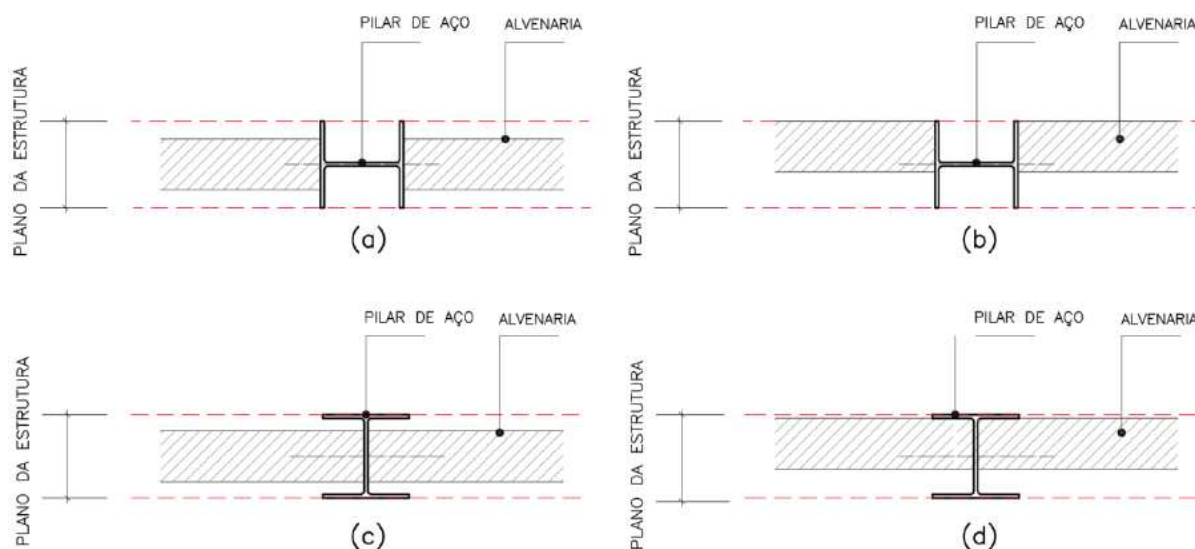 PILAR DE AÇO
ALVENARIA
PLANO DA ESTRUTURA
(a)
PILAR DE AÇO
ALVENARIA
PLANO DA ESTRUTURA
(b)
PILAR DE AÇO
ALVENARIA
PLANO DA ESTRUTURA
(c)
PILAR DE AÇO
ALVENARIA
PLANO DA ESTRUTURA
(d)